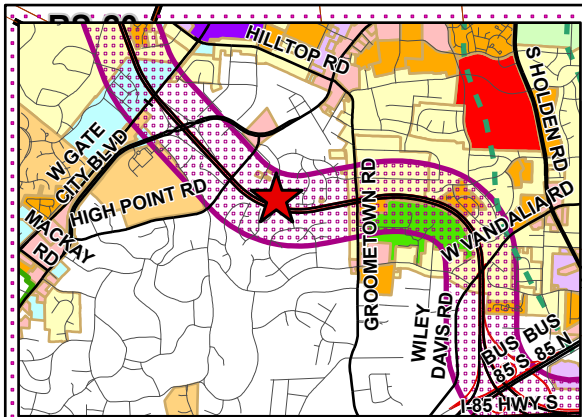 HILLTOP RD
S HOLDEN RD
W GATE
CITY BLVD
HIGH POINT RD
MACKAY
RD
GROOMETOWN RD
W VANDALIA RD
WILEY
DAVIS RD
BUS BUS
85 S 85 N
I-85 HWY S